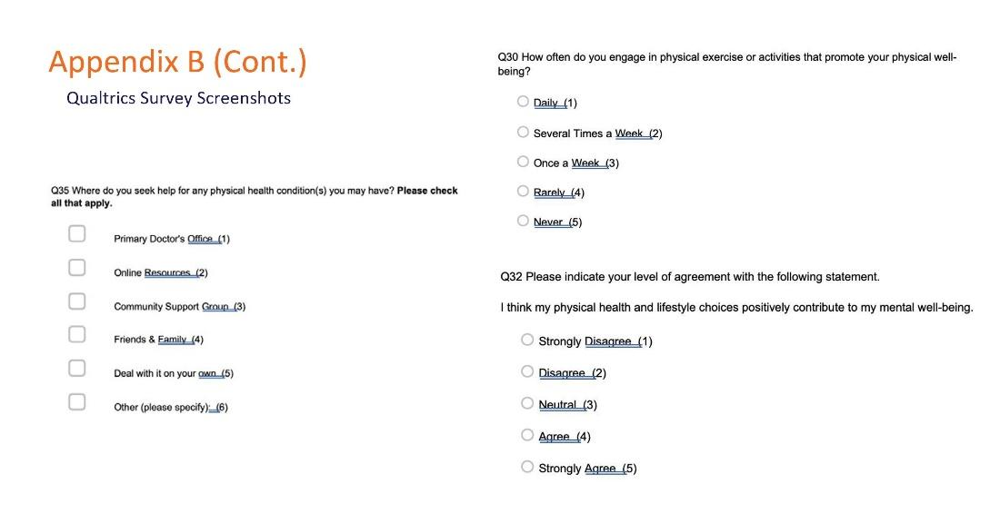 Appendix B (Cont.)
Qualtrics Survey Screenshots
Q35 Where do you seek help for any physical health condition(s) you may have? Please check
all that apply.
Primary Doctor's Office (1)
Online Resources (2)
Community Support Group (3)
Friends & Family (4)
Deal with it on your own (5)
Other (please specify): (6)
Q30 How often do you engage in physical exercise or activities that promote your physical well-
being?
Daily (1)
Several Times a Week (2)
Once a Week (3)
Rarely (4)
Never (5)
Q32 Please indicate your level of agreement with the following statement.
I think my physical health and lifestyle choices positively contribute to my mental well-being.
Strongly Disagree (1)
Disagree (2)
Neutral (3)
Agree (4)
Strongly Agree (5)